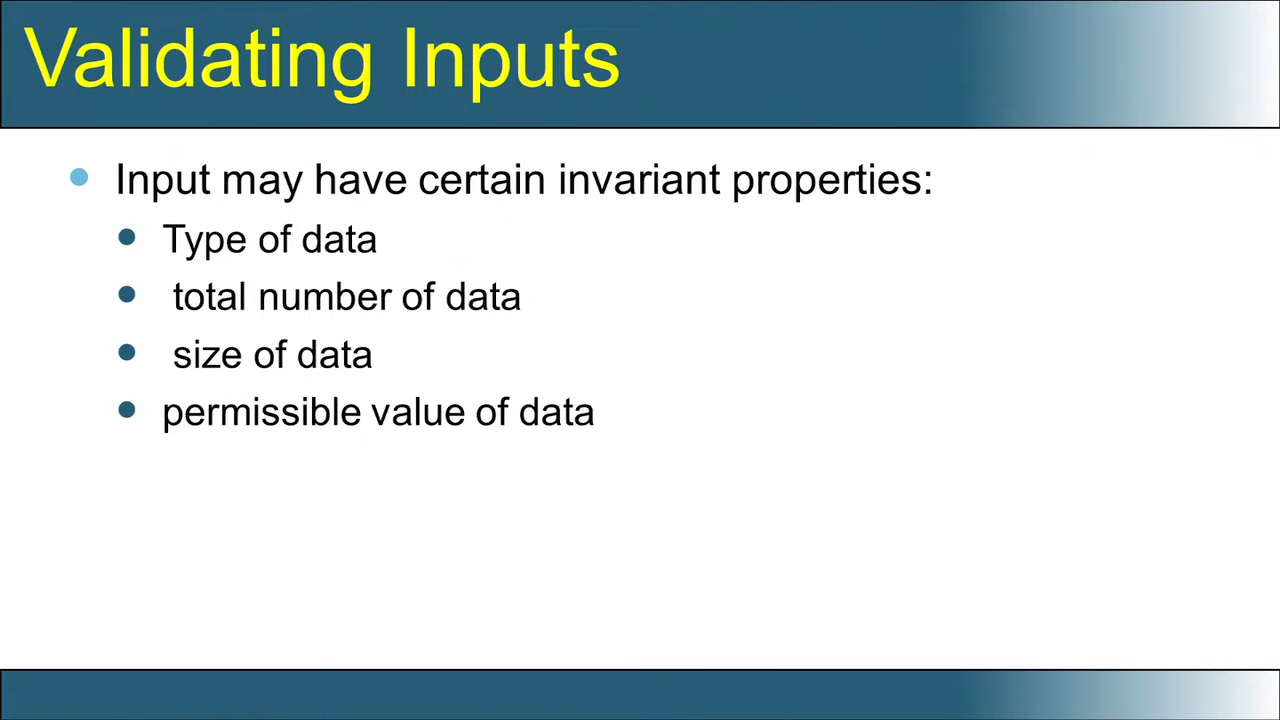 Validating Inputs
Input may have certain invariant properties:
Type of data
total number of data
size of data
permissible value of data